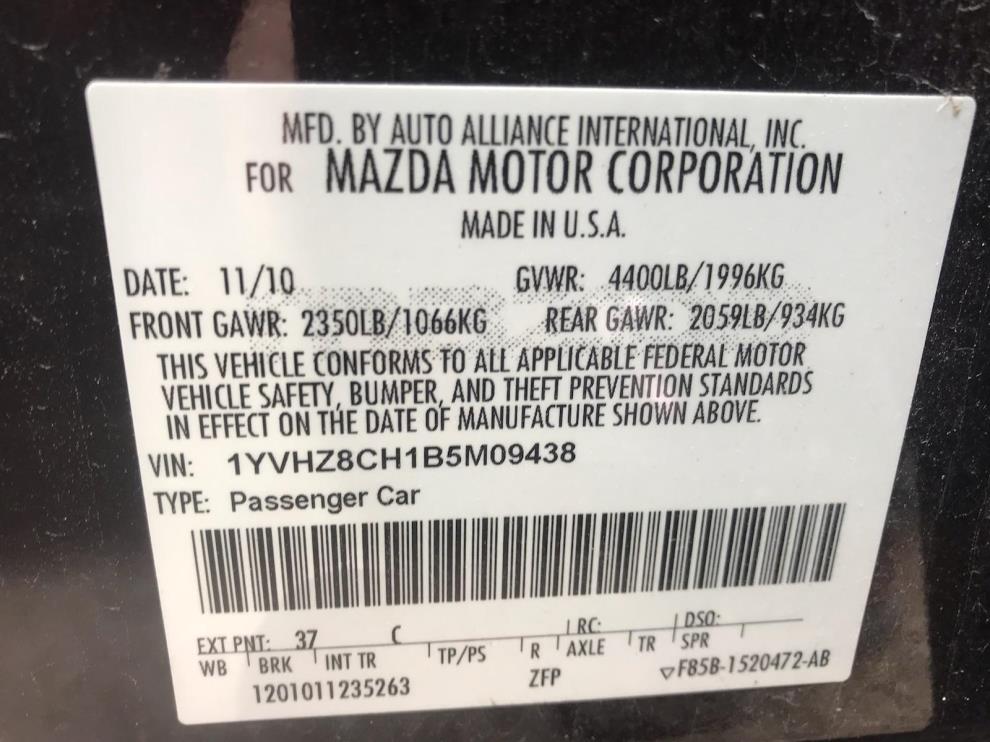 MFD. BY AUTO ALLIANCE INTERNATIONAL, INC.
FOR MAZDA MOTOR CORPORATION
MADE IN U.S.A.
DATE: 11/10 GVWR: 4400LB/1996KG
FRONT GAWR: 2350LB/1066KG REAR GAWR: 2059LB/934KG
THIS VEHICLE CONFORMS TO ALL APPLICABLE FEDERAL MOTOR
VEHICLE SAFETY, BUMPER, AND THEFT PREVENTION STANDARDS
IN EFFECT ON THE DATE OF MANUFACTURE SHOWN ABOVE.
VIN: 1YVHZ8CH1B5M09438
TYPE: Passenger Car
EXT PNT: 37 C RC: DSO:
WB BRK INT TR TP/PS R AXLE TR SPR
1201011235263 ZFP ▽F85B-1520472-AB